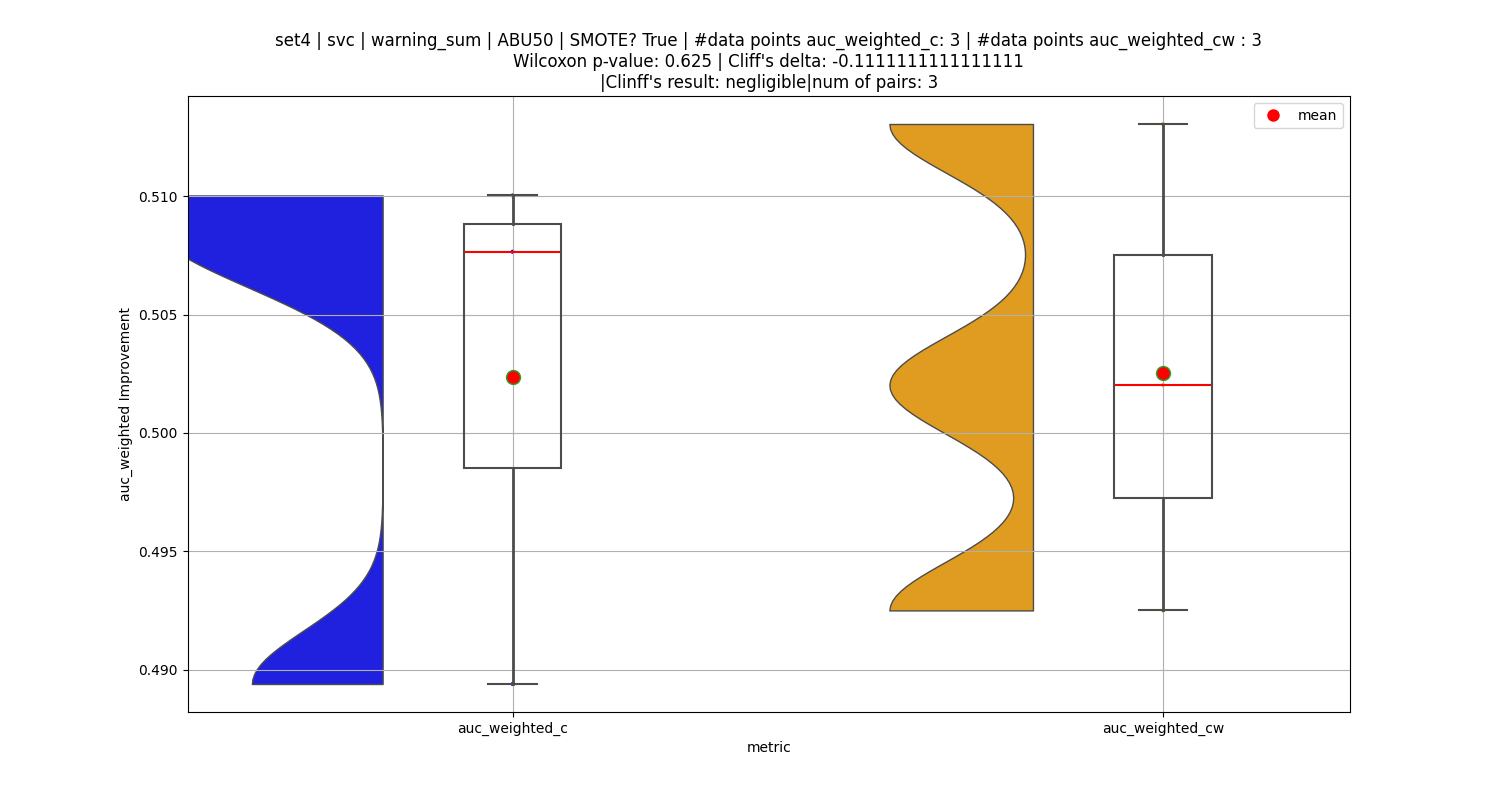 set4 | svc | warning_sum | ABU50 | SMOTE? True | #data points auc_weighted_c: 3 | #data points auc_weighted_cw : 3
Wilcoxon p-value: 0.625 | Cliff's delta: -0.1111111111111111
|Clinff's result: negligible|num of pairs: 3
mean
0.510
0.505
0.500
0.495
0.490
auc_weighted Improvement
auc_weighted_c
auc_weighted_cw
metric